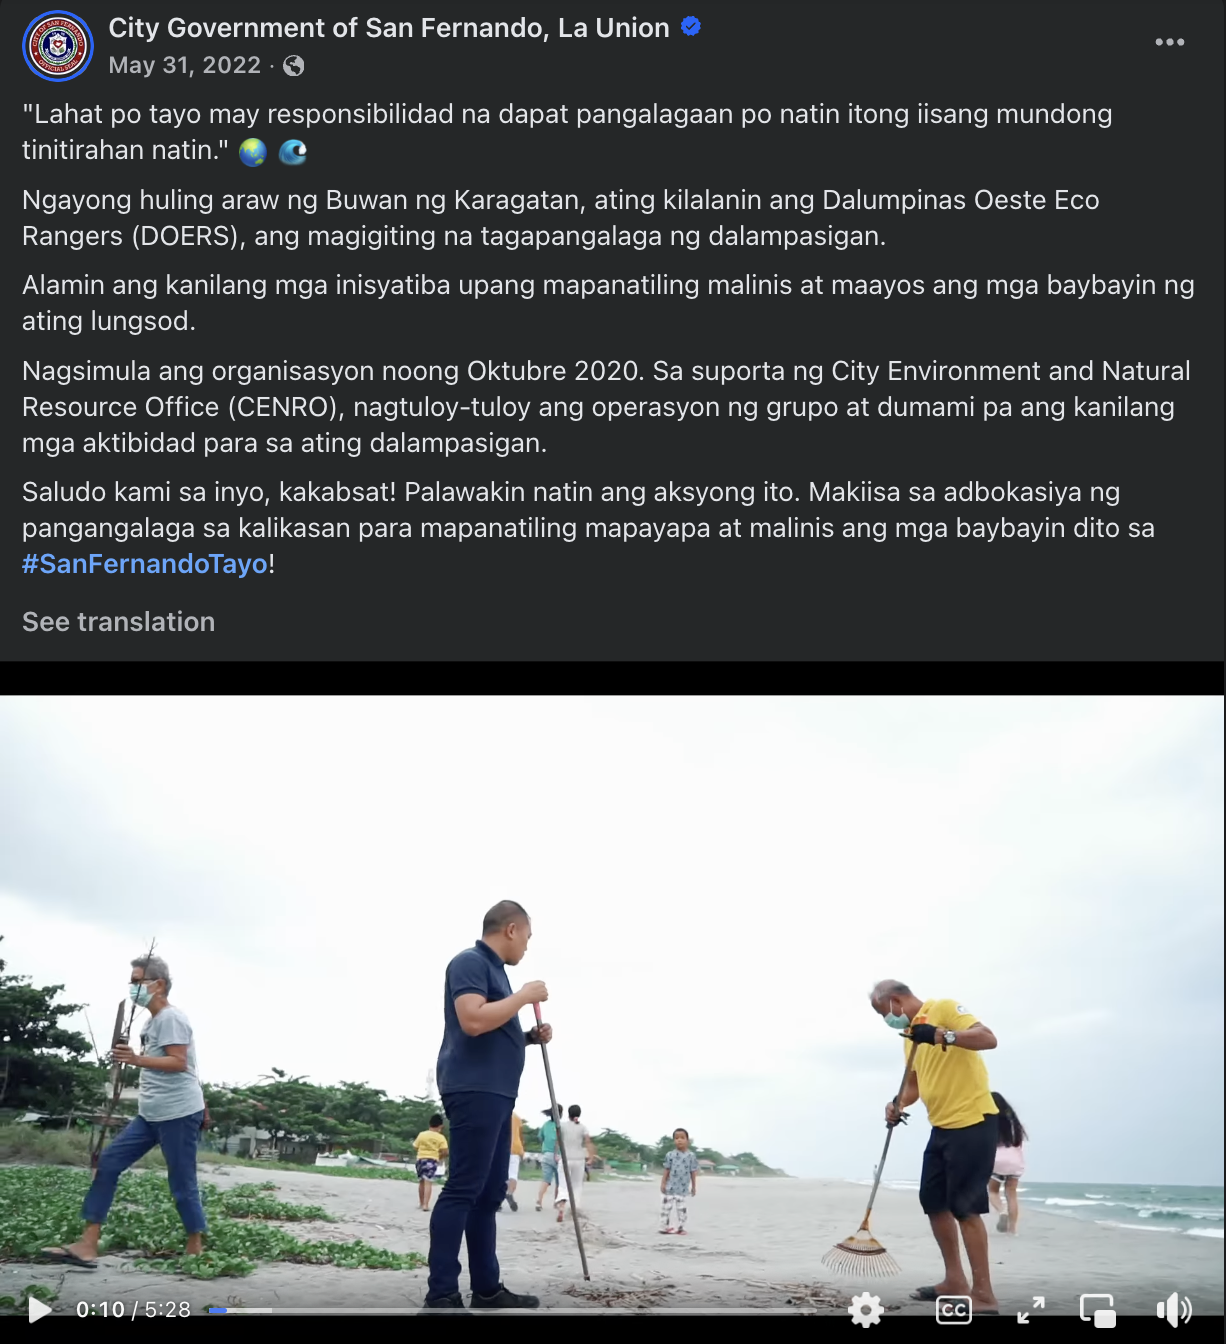 City Government of San Fernando, La Union
May 31, 2022 ·
"Lahat po tayo may responsibilidad na dapat pangalagaan po natin itong iisang mundong
tinitirahan natin." 🌏 🌊
Ngayong huling araw ng Buwan ng Karagatan, ating kilalanin ang Dalumpinas Oeste Eco
Rangers (DOERS), ang magigiting na tagapangalaga ng dalampasigan.
Alamin ang kanilang mga inisyatiba upang mapanatiling malinis at maayos ang mga baybayin ng
ating lungsod.
Nagsimula ang organisasyon noong Oktubre 2020. Sa suporta ng City Environment and Natural
Resource Office (CENRO), nagtuloy-tuloy ang operasyon ng grupo at dumami pa ang kanilang
mga aktibidad para sa ating dalampasigan.
Saludo kami sa inyo, kakabsat! Palawakin natin ang aksyong ito. Makiisa sa adbokasiya ng
pangangalaga sa kalikasan para mapanatiling mapayapa at malinis ang mga baybayin dito sa
#SanFernandoTayo!
See translation
0:10 / 5:28
CC